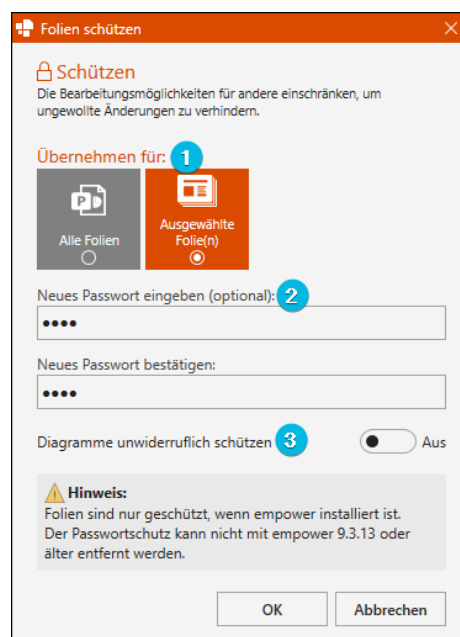 Folien schützen
Schützen
Die Bearbeitungsmöglichkeiten für andere einschränken, um
ungewollte Änderungen zu verhindern.
Übernehmen für: 1
Alle Folien
Ausgewählte
Folie(n)
Neues Passwort eingeben (optional): 2
••••
Neues Passwort bestätigen:
••••
Diagramme unwiderruflich schützen 3 Aus
Hinweis:
Folien sind nur geschützt, wenn empower installiert ist.
Der Passwortschutz kann nicht mit empower 9.3.13 oder
älter entfernt werden.
OK Abbrechen